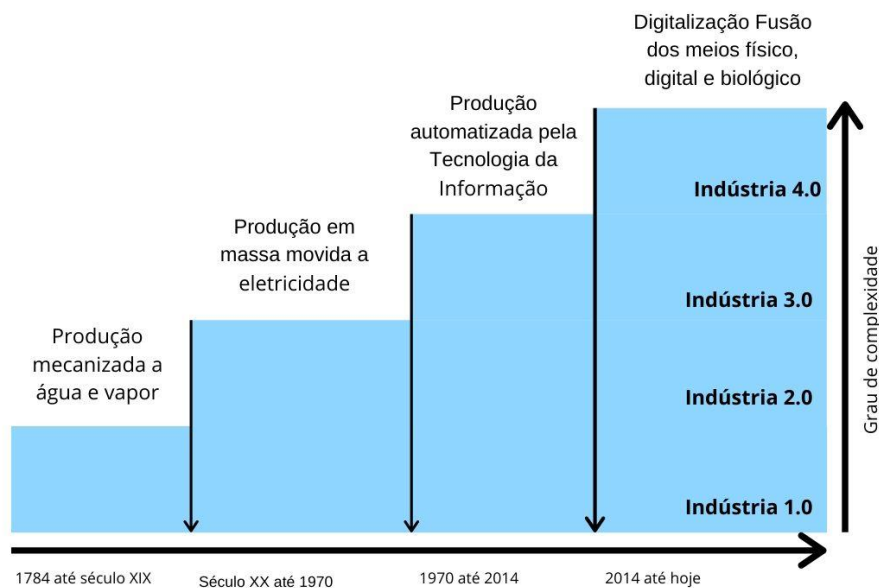 Digitalização Fusão
dos meios físico,
digital e biológico
Produção
automatizada pela
Tecnologia da
Informação
Produção em
massa movida a
eletricidade
Produção
mecanizada a
água e vapor
Indústria 4.0
Indústria 3.0
Indústria 2.0
Indústria 1.0
Grau de complexidade
1784 até século XIX
Século XX até 1970
1970 até 2014
2014 até hoje